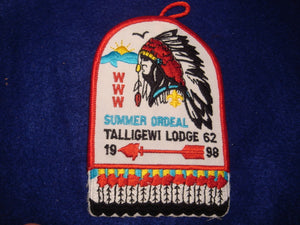 WWW
SUMMER ORDEAL
TALLIGEWI LODGE 62
19 98